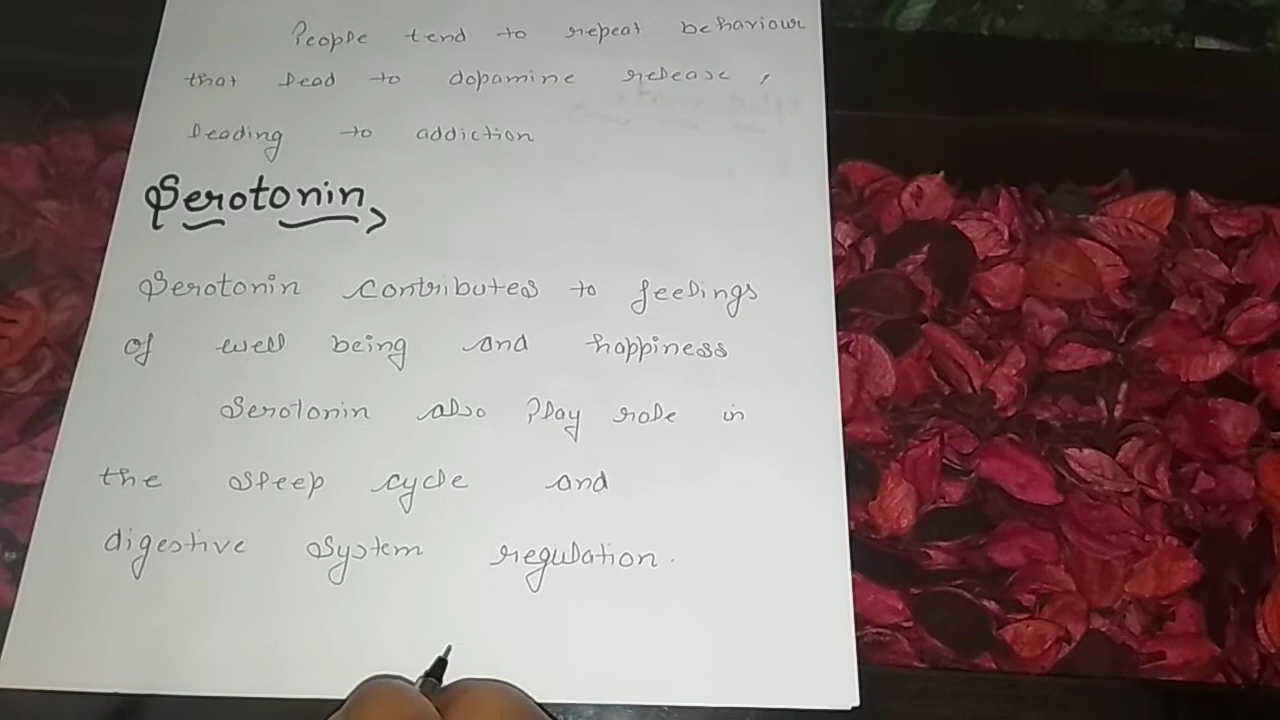 People tend to repeat behaviour
that lead to dopamine release,
leading to addiction
Serotonin
Serotonin contributes to feelings
of well being and happiness
Serotonin also Play role in
the sleep cycle and
digestive system regulation.